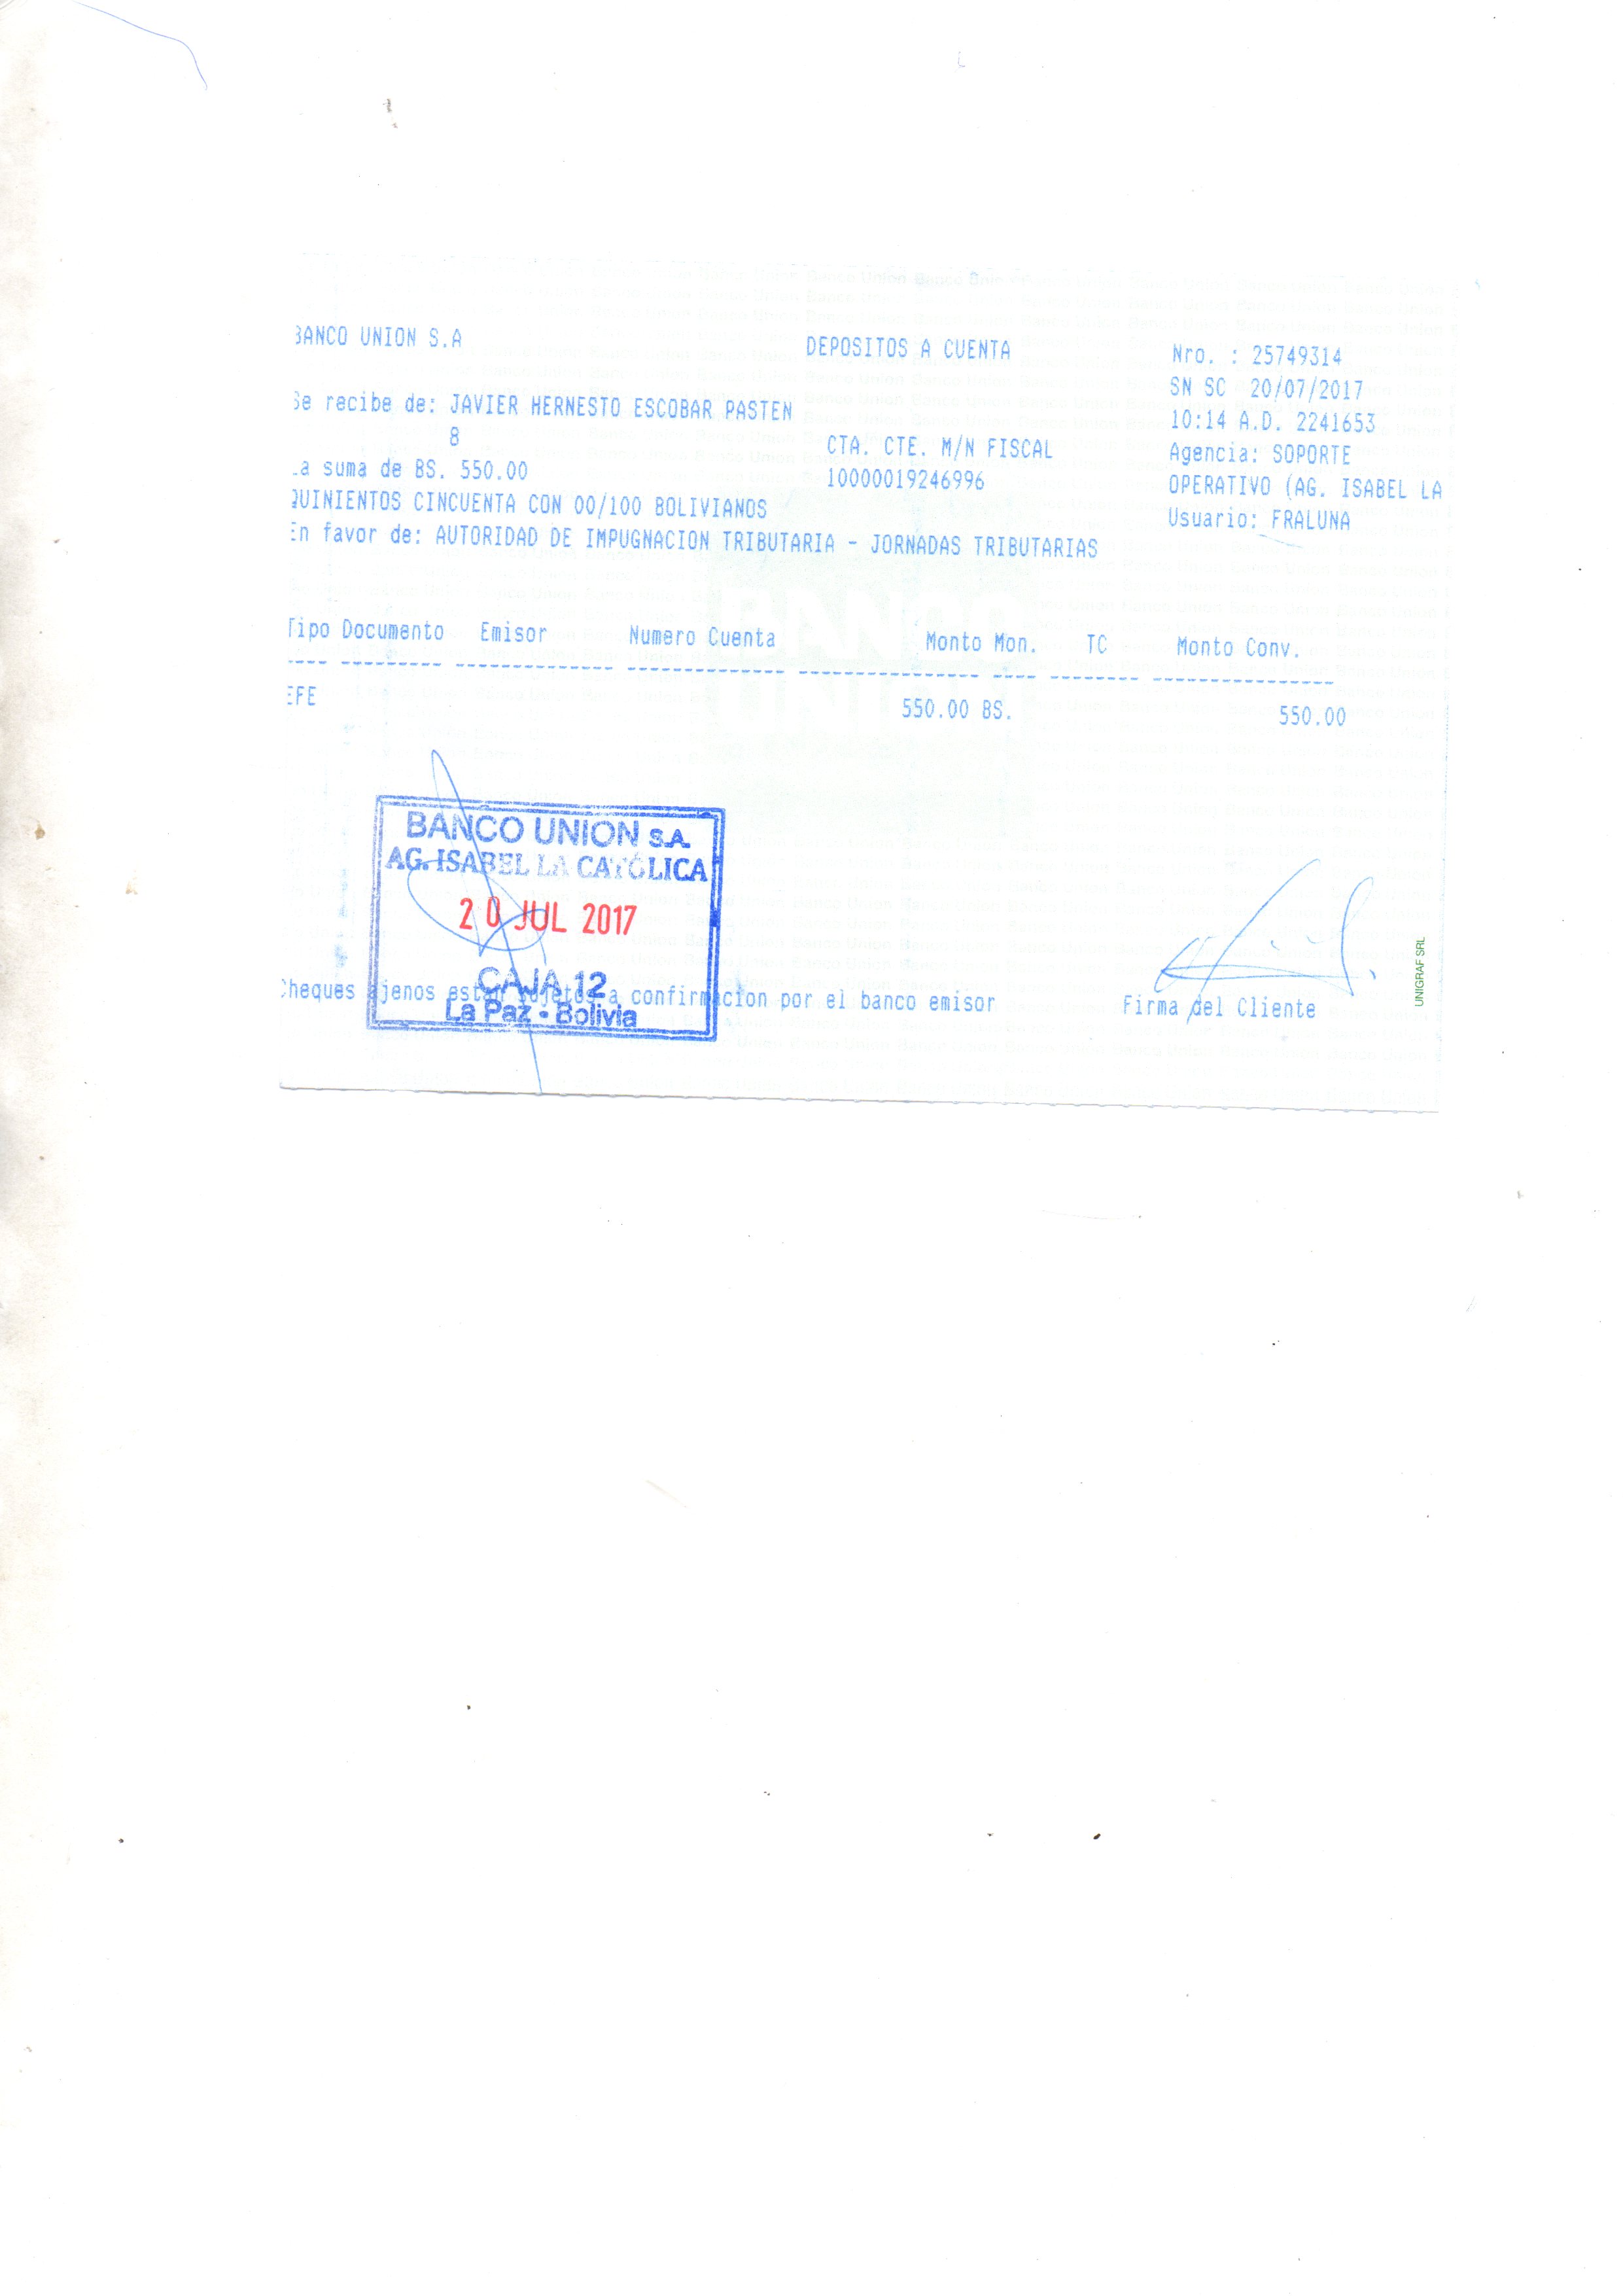 BANCO UNION S.A
DEPOSITOS A CUENTA
Nro. : 25749314
SN SC 20/07/2017
Se recibe de: JAVIER HERNESTO ESCOBAR PASTEN
10:14 A.D. 2241653
8
CTA. CTE. M/N FISCAL
Agencia: SOPORTE
La suma de BS. 550.00
10000019246996
OPERATIVO (AG. ISABEL LA
QUINIENTOS CINCUENTA CON 00/100 BOLIVIANOS
Usuario: FRALUNA
En favor de: AUTORIDAD DE IMPUGNACION TRIBUTARIA - JORNADAS TRIBUTARIAS
Tipo Documento Emisor Numero Cuenta Monto Mon. TC Monto Conv.
EFE 550.00 BS. 550.00
BANCO UNION S.A.
AG. ISABEL LA CATÓLICA
20 JUL 2017
CAJA 12
La Paz - Bolivia
Cheques ajenos estan sujetos a confirmacion por el banco emisor
Firma del Cliente
UNIGRAF SRL
BANCO